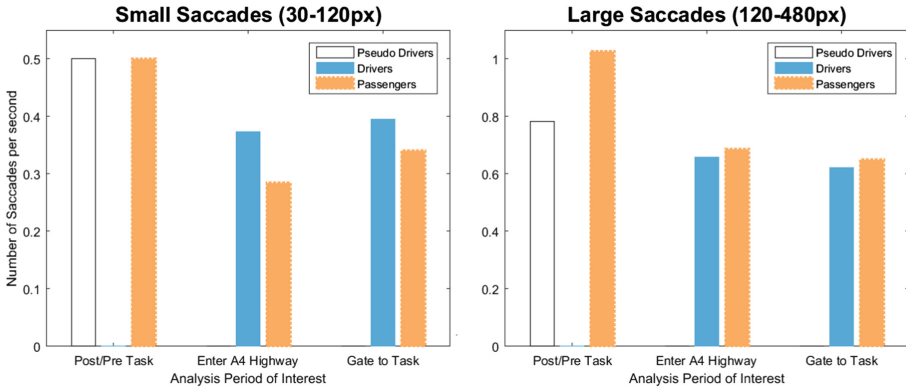 Small Saccades (30-120px)
Number of Saccades per second
0.5
0.4
0.3
0.2
0.1
0
Pseudo Drivers
Drivers
Passengers
Post/Pre Task
Enter A4 Highway
Gate to Task
Analysis Period of Interest
Large Saccades (120-480px)
1
0.8
0.6
0.4
0.2
0
Pseudo Drivers
Drivers
Passengers
Post/Pre Task
Enter A4 Highway
Gate to Task
Analysis Period of Interest